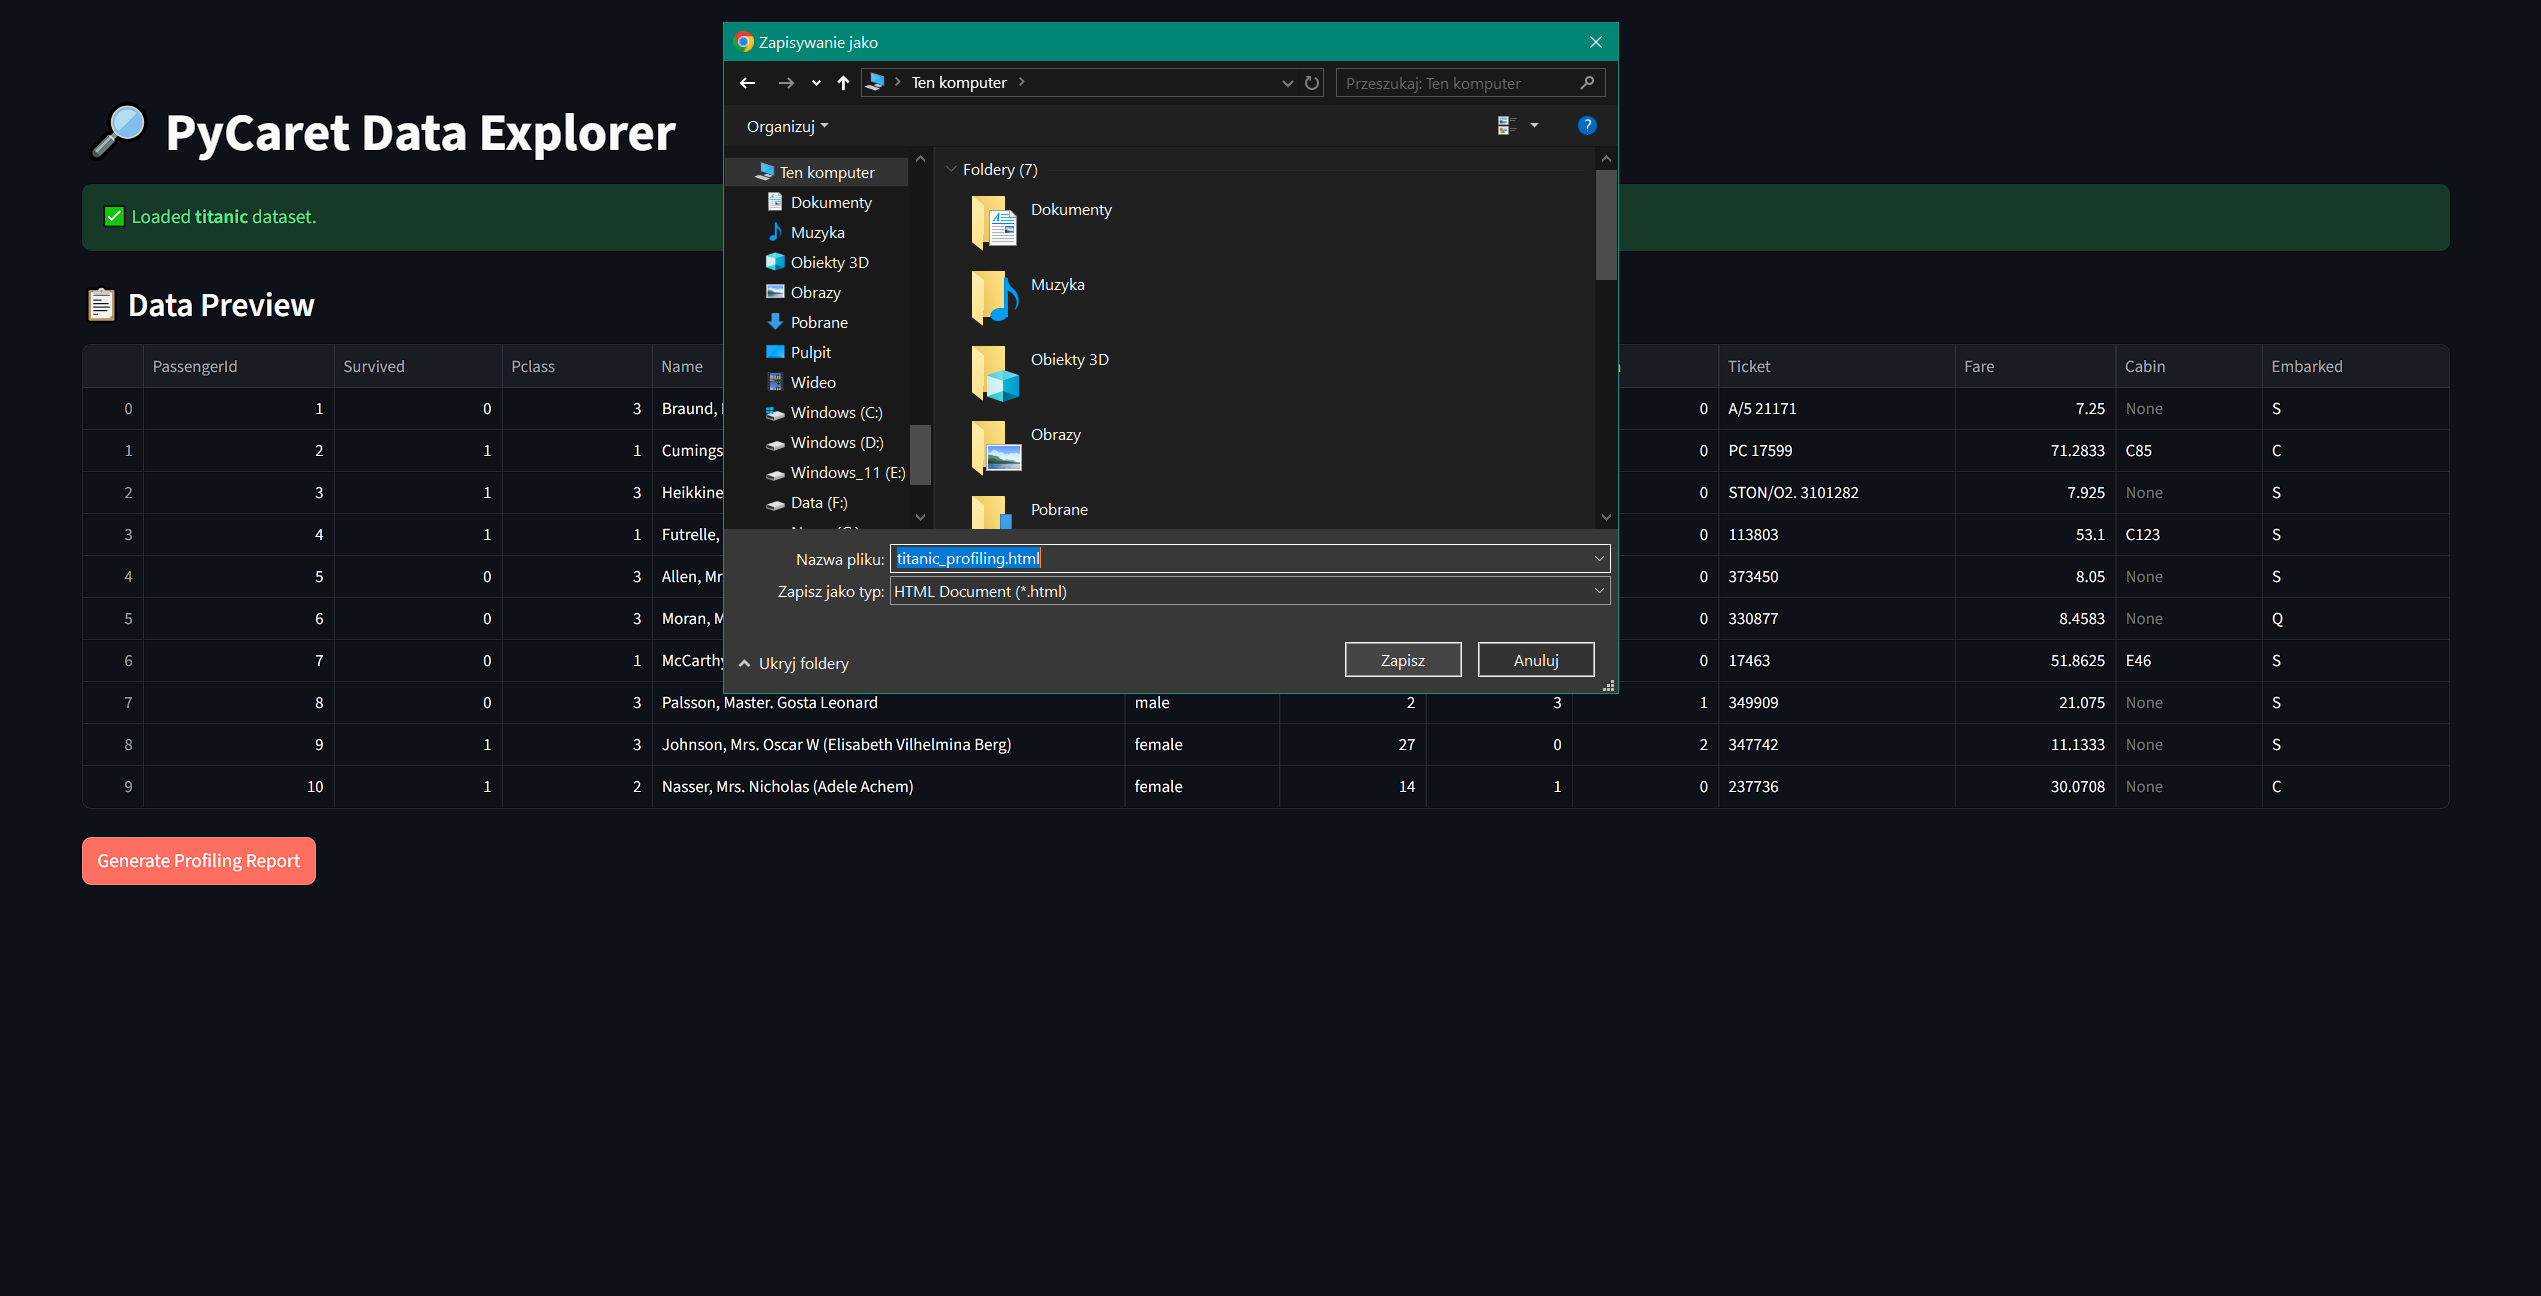 Zapisywanie jako
Ten komputer
Przeszukaj: Ten komputer
Organizuj
Ten komputer
Dokumenty
Muzyka
Obiekty 3D
Obrazy
Pobrane
Pulpit
Wideo
Windows (C:)
Windows (D:)
Windows_11 (E:)
Data (F:)
Foldery (7)
Dokumenty
Muzyka
Obiekty 3D
Obrazy
Pobrane
Nazwa pliku: titanic_profiling.html
Zapisz jako typ: HTML Document (*.html)
Ukryj foldery
Zapisz
Anuluj
PyCaret Data Explorer
Loaded titanic dataset.
Data Preview
PassengerId Survived Pclass Name Ticket Fare Cabin Embarked
0 1 0 3 Braund, 0 A/5 21171 7.25 None S
1 2 1 1 Cumings 0 PC 17599 71.2833 C85 C
2 3 1 3 Heikkine 0 STON/O2. 3101282 7.925 None S
3 4 1 1 Futrelle, 0 113803 53.1 C123 S
4 5 0 3 Allen, Mr 0 373450 8.05 None S
5 6 0 3 Moran, M 0 330877 8.4583 None Q
6 7 0 1 McCarthy 0 17463 51.8625 E46 S
7 8 0 3 Palsson, Master. Gosta Leonard male 2 3 1 349909 21.075 None S
8 9 1 3 Johnson, Mrs. Oscar W (Elisabeth Vilhelmina Berg) female 27 0 2 347742 11.1333 None S
9 10 1 2 Nasser, Mrs. Nicholas (Adele Achem) female 14 1 0 237736 30.0708 None C
Generate Profiling Report